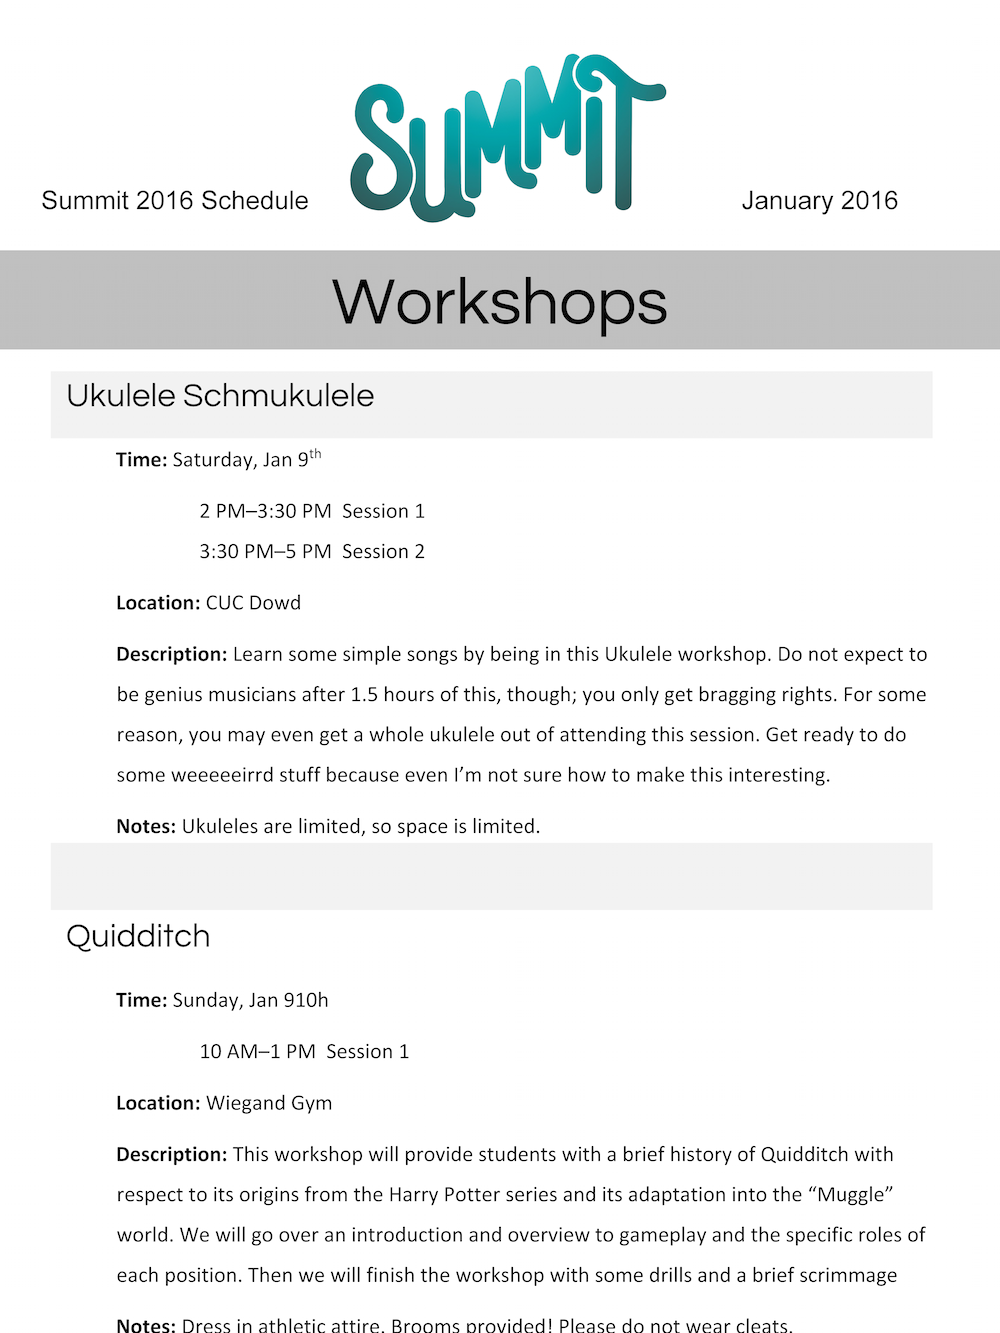 SUMMIT
Summit 2016 Schedule
January 2016
Workshops
Ukulele Schmukulele
Time: Saturday, Jan 9th
2 PM–3:30 PM  Session 1
3:30 PM–5 PM  Session 2
Location: CUC Dowd
Description: Learn some simple songs by being in this Ukulele workshop. Do not expect to
be genius musicians after 1.5 hours of this, though; you only get bragging rights. For some
reason, you may even get a whole ukulele out of attending this session. Get ready to do
some weeeeeirrd stuff because even I’m not sure how to make this interesting.
Notes: Ukuleles are limited, so space is limited.
Quidditch
Time: Sunday, Jan 910h
10 AM–1 PM  Session 1
Location: Wiegand Gym
Description: This workshop will provide students with a brief history of Quidditch with
respect to its origins from the Harry Potter series and its adaptation into the “Muggle”
world. We will go over an introduction and overview to gameplay and the specific roles of
each position. Then we will finish the workshop with some drills and a brief scrimmage
Notes: Dress in athletic attire. Brooms provided! Please do not wear cleats.